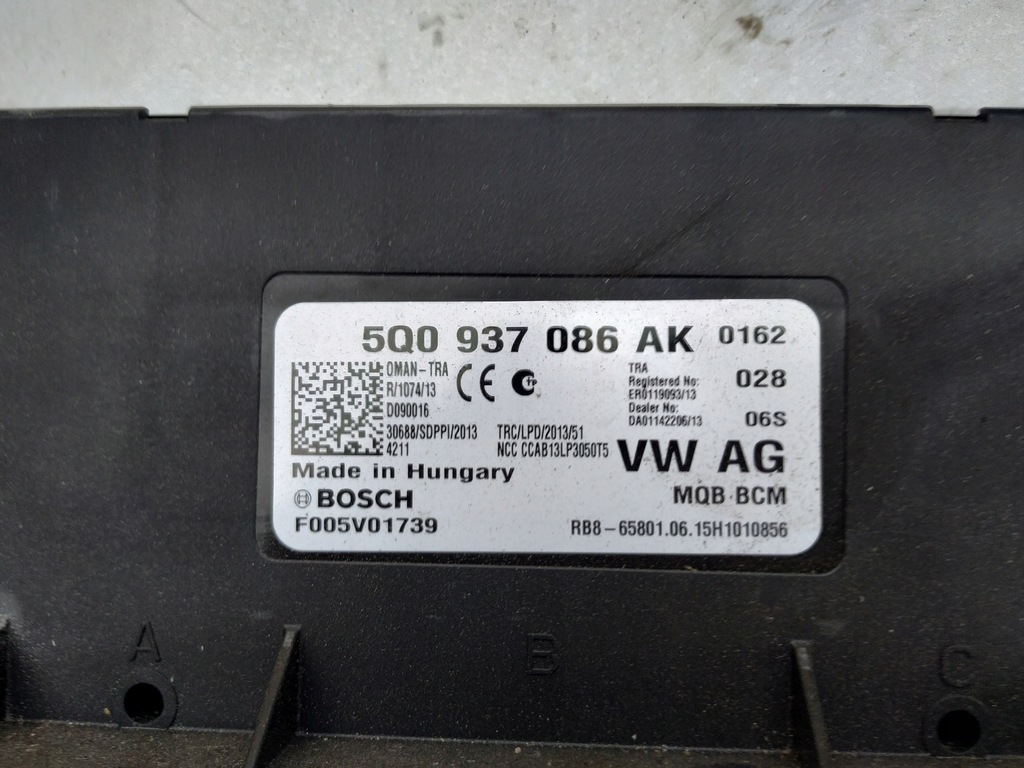 5Q0 937 086 AK 0162
OMAN-TRA
R/1074/13
D090016
30688/SDPPI/2013
4211
CE
TRC/LPD/2013/51
NCC CCAB13LP3050T5
TRA
Registered No:
ER0119093/13
Dealer No:
DA01142206/13
028
06S
VW AG
Made in Hungary
BOSCH
F005V01739
MQB-BCM
RB8-65801.06.15H1010856
A
B
C